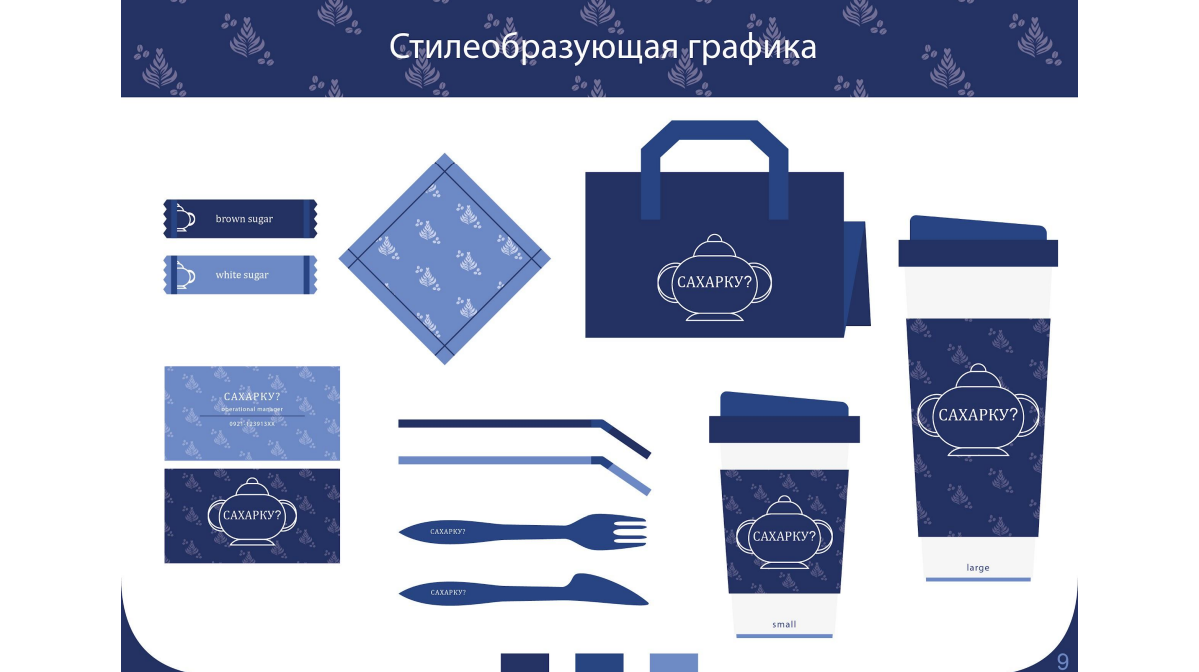 Стилеобразующая графика
brown sugar
white sugar
САХАРКУ?
САХАРКУ?
operational manager
0921-123913XX
САХАРКУ?
САХАРКУ?
САХАРКУ?
САХАРКУ?
small
САХАРКУ?
large
9